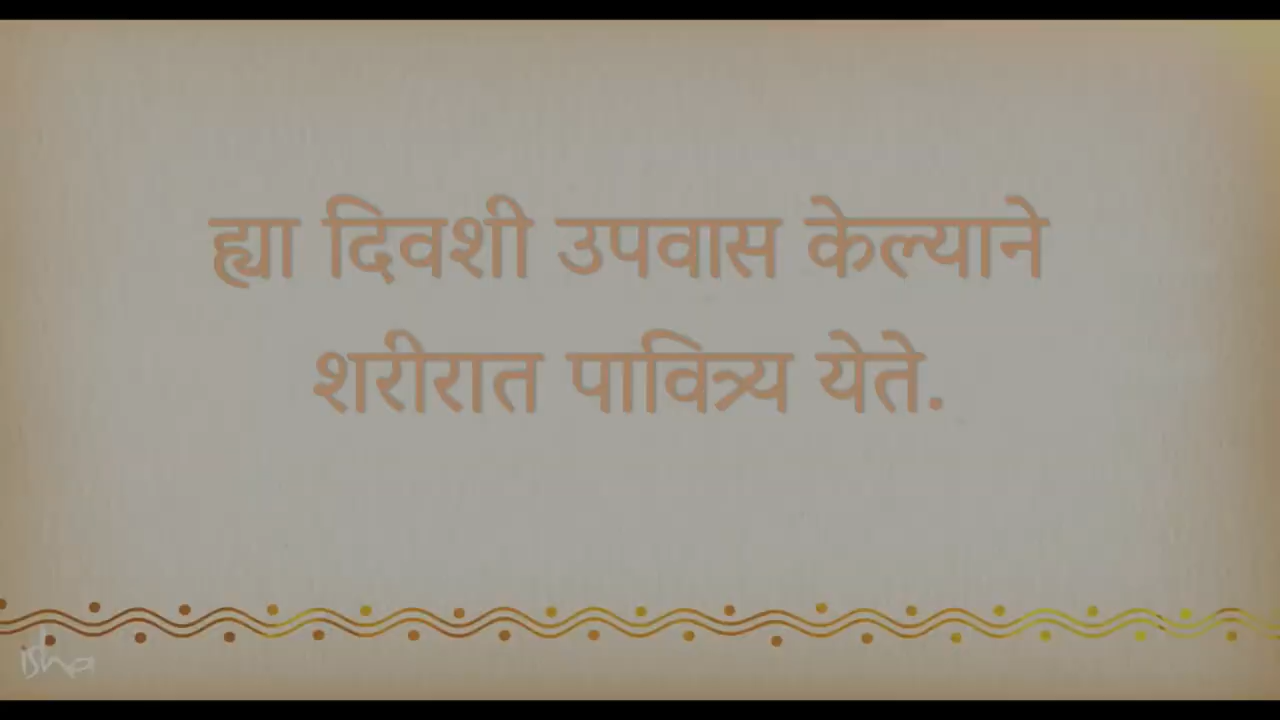 ह्या दिवशी उपवास केल्याने
शरीरात पावित्र्य येते.
isha